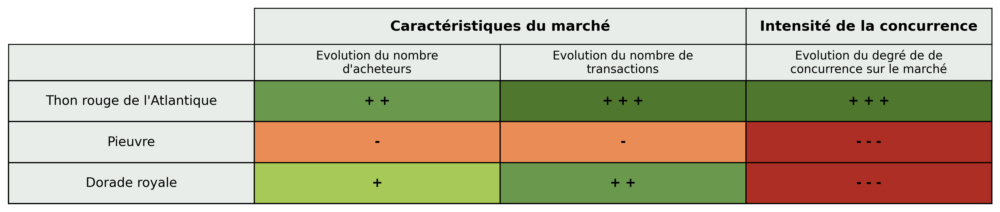 Caractéristiques du marché
Intensité de la concurrence
Evolution du nombre
d'acheteurs
Evolution du nombre de
transactions
Evolution du degré de de
concurrence sur le marché
Thon rouge de l'Atlantique
+ +
+ + +
+ + +
Pieuvre
-
-
- - -
Dorade royale
+
+ +
- - -